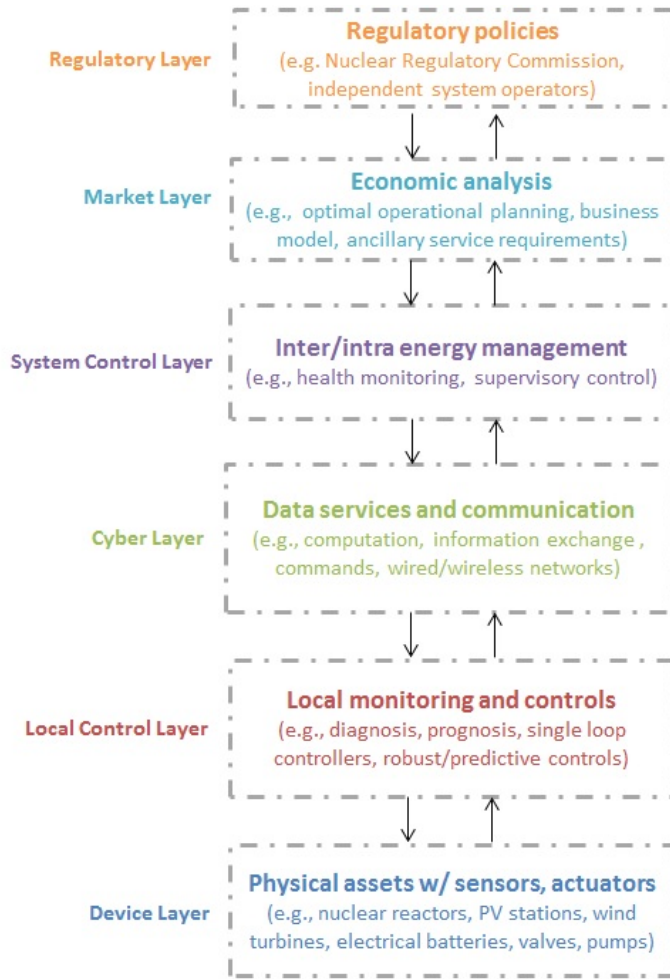 Regulatory policies
Regulatory Layer
(e.g. Nuclear Regulatory Commission,
independent system operators)
Economic analysis
Market Layer
(e.g., optimal operational planning, business
model, ancillary service requirements)
Inter/intra energy management
System Control Layer
(e.g., health monitoring, supervisory control)
Data services and communication
Cyber Layer
(e.g., computation, information exchange ,
commands, wired/wireless networks)
Local monitoring and controls
Local Control Layer
(e.g., diagnosis, prognosis, single loop
controllers, robust/predictive controls)
Physical assets w/ sensors, actuators
Device Layer
(e.g., nuclear reactors, PV stations, wind
turbines, electrical batteries, valves, pumps)